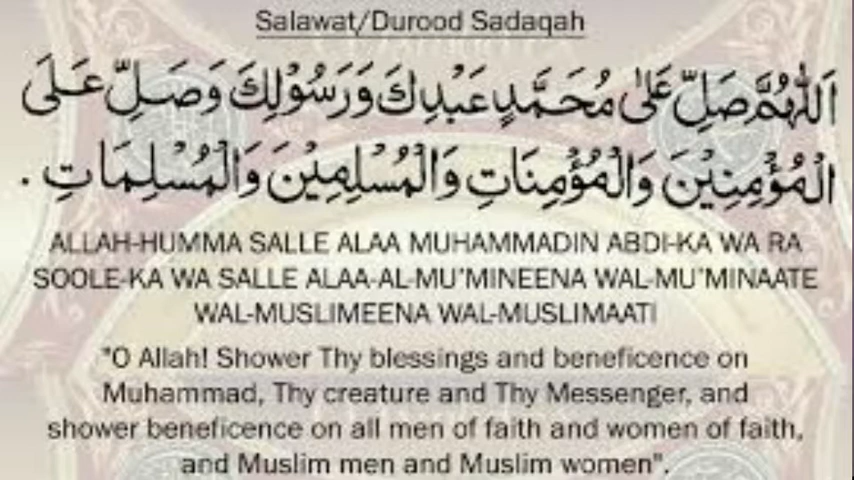 Salawat/Durood Sadaqah
اَللّٰهُمَّ صَلِّ عَلٰى مُحَمَّدٍ عَبْدِكَ وَرَسُوْلِكَ وَصَلِّ عَلَى
الْمُؤْمِنِيْنَ وَالْمُؤْمِنَاتِ وَالْمُسْلِمِيْنَ وَالْمُسْلِمَاتِ .
ALLAH-HUMMA SALLE ALAA MUHAMMADIN ABDI-KA WA RA
SOOLE-KA WA SALLE ALAA-AL-MU'MINEENA WAL-MU'MINAATE
WAL-MUSLIMEENA WAL-MUSLIMAATI
"O Allah! Shower Thy blessings and beneficence on
Muhammad, Thy creature and Thy Messenger, and
shower beneficence on all men of faith and women of faith,
and Muslim men and Muslim women".